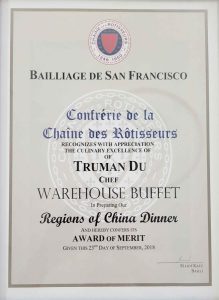 BAILLIAGE DE SAN FRANCISCO
Confrérie de la
Chaîne des Rôtisseurs
RECOGNIZES WITH APPRECIATION
THE CULINARY EXCELLENCE OF
TRUMAN DU
CHEF
WAREHOUSE BUFFET
In Preparing Our
Regions of China Dinner
AND HEREBY CONFERS ITS
AWARD OF MERIT
GIVEN THIS 23RD DAY OF SEPTEMBER, 2018
BAILLI